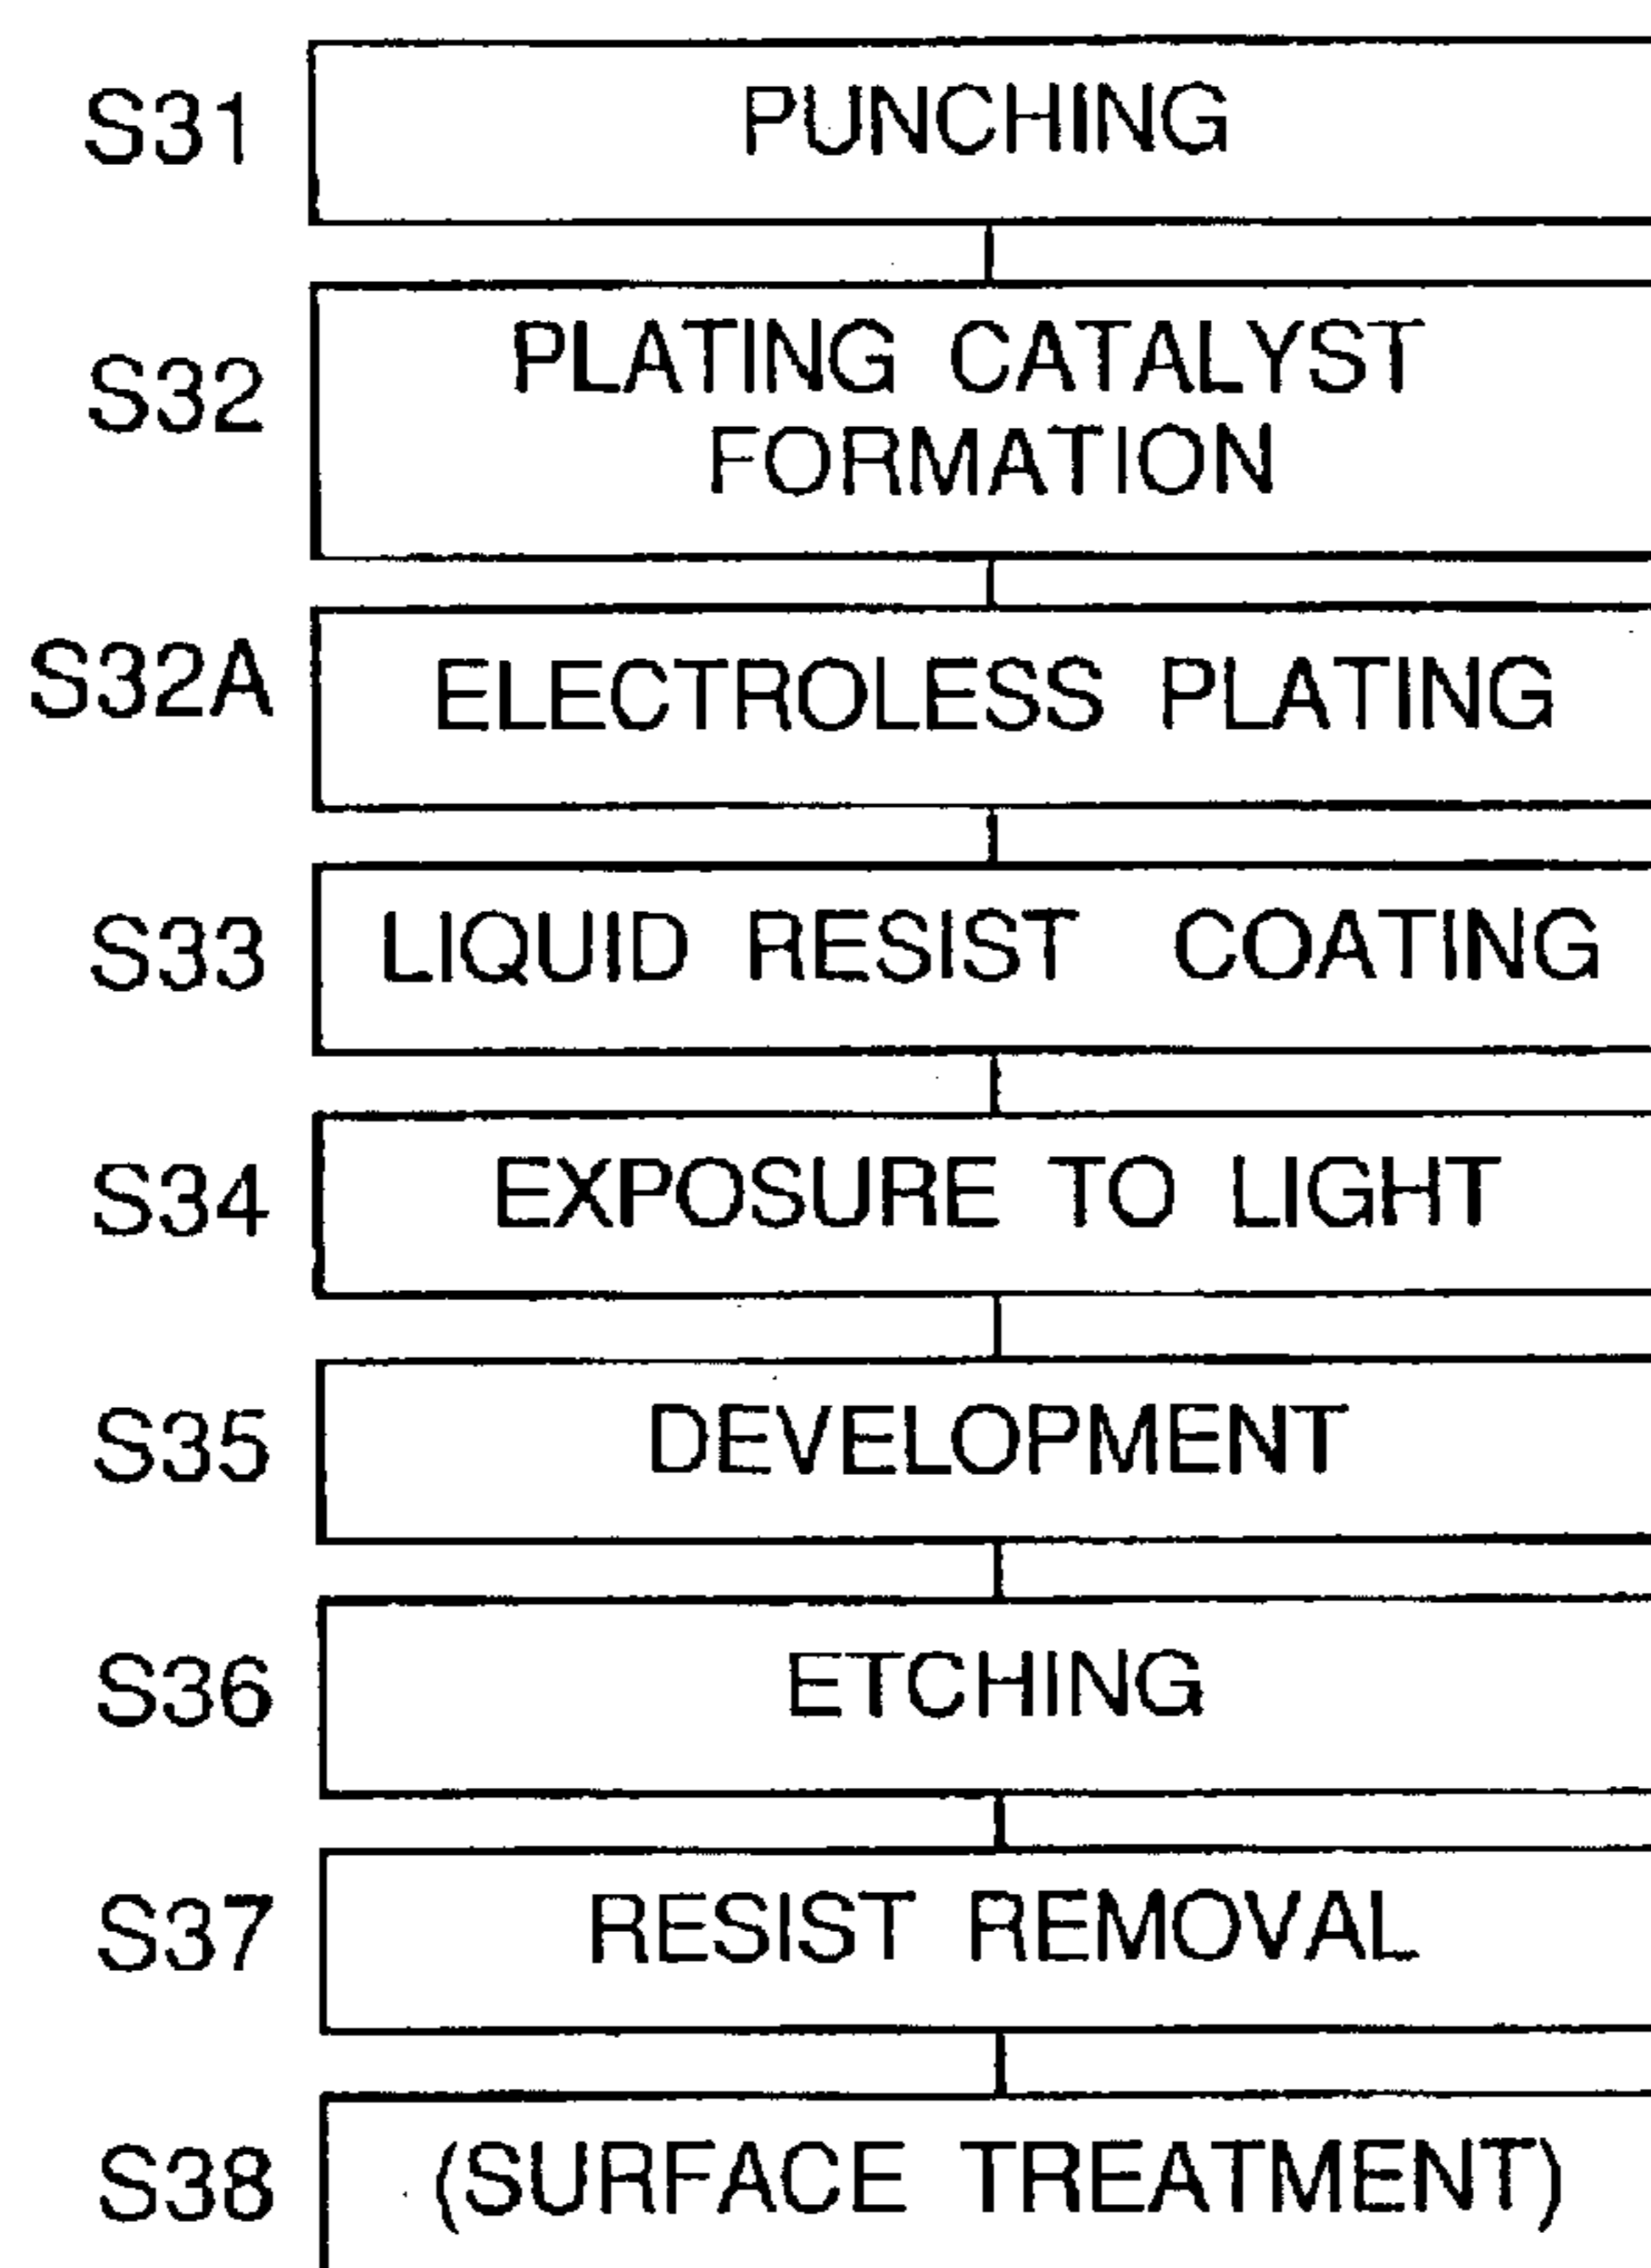 S31 PUNCHING
S32 PLATING CATALYST
FORMATION
S32A ELECTROLESS PLATING
S33 LIQUID RESIST COATING
S34 EXPOSURE TO LIGHT
S35 DEVELOPMENT
S36 ETCHING
S37 RESIST REMOVAL
S38 (SURFACE TREATMENT)